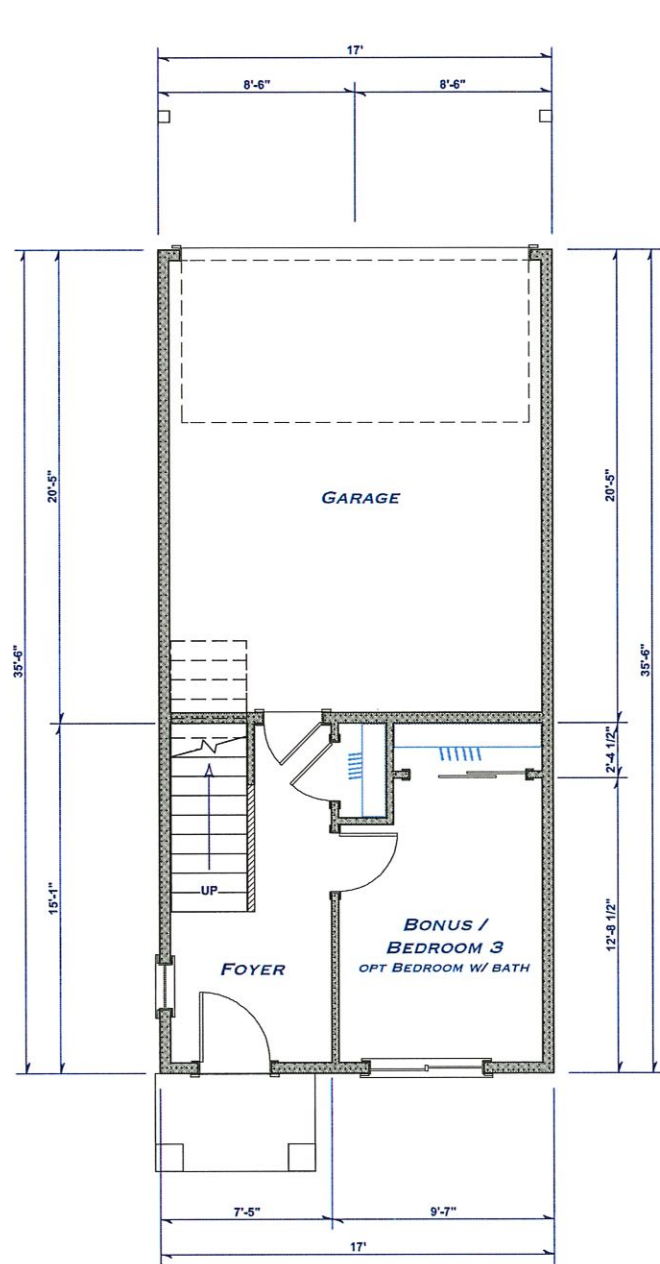 17'
8'-6"
8'-6"
35'-6"
20'-5"
20'-5"
35'-6"
GARAGE
2'-4 1/2"
15'-1"
UP
12'-8 1/2"
BONUS /
BEDROOM 3
OPT BEDROOM W/ BATH
FOYER
7'-5"
9'-7"
17'